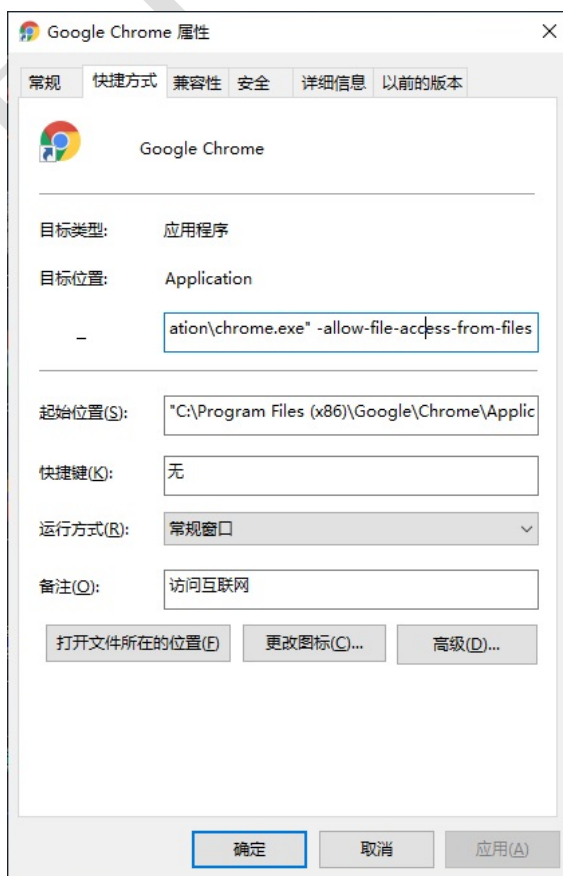 Google Chrome 属性
常规 快捷方式 兼容性 安全 详细信息 以前的版本
Google Chrome
目标类型: 应用程序
目标位置: Application
ation\chrome.exe" -allow-file-access-from-files
起始位置(S): "C:\Program Files (x86)\Google\Chrome\Applic
快捷键(K): 无
运行方式(R): 常规窗口
备注(O): 访问互联网
打开文件所在的位置(F) 更改图标(C)... 高级(D)...
确定 取消 应用(A)